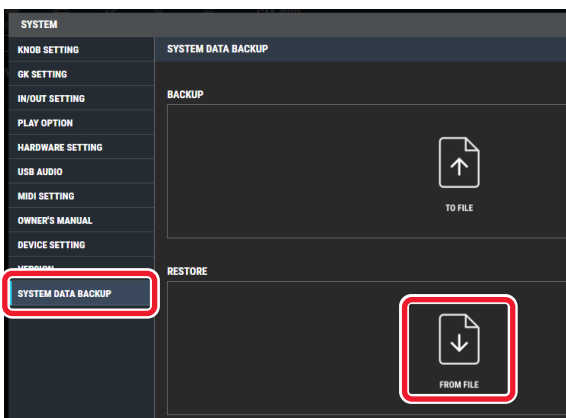 SYSTEM
KNOB SETTING
GK SETTING
IN/OUT SETTING
PLAY OPTION
HARDWARE SETTING
USB AUDIO
MIDI SETTING
OWNER'S MANUAL
DEVICE SETTING
VERSION
SYSTEM DATA BACKUP
SYSTEM DATA BACKUP
BACKUP
TO FILE
RESTORE
FROM FILE